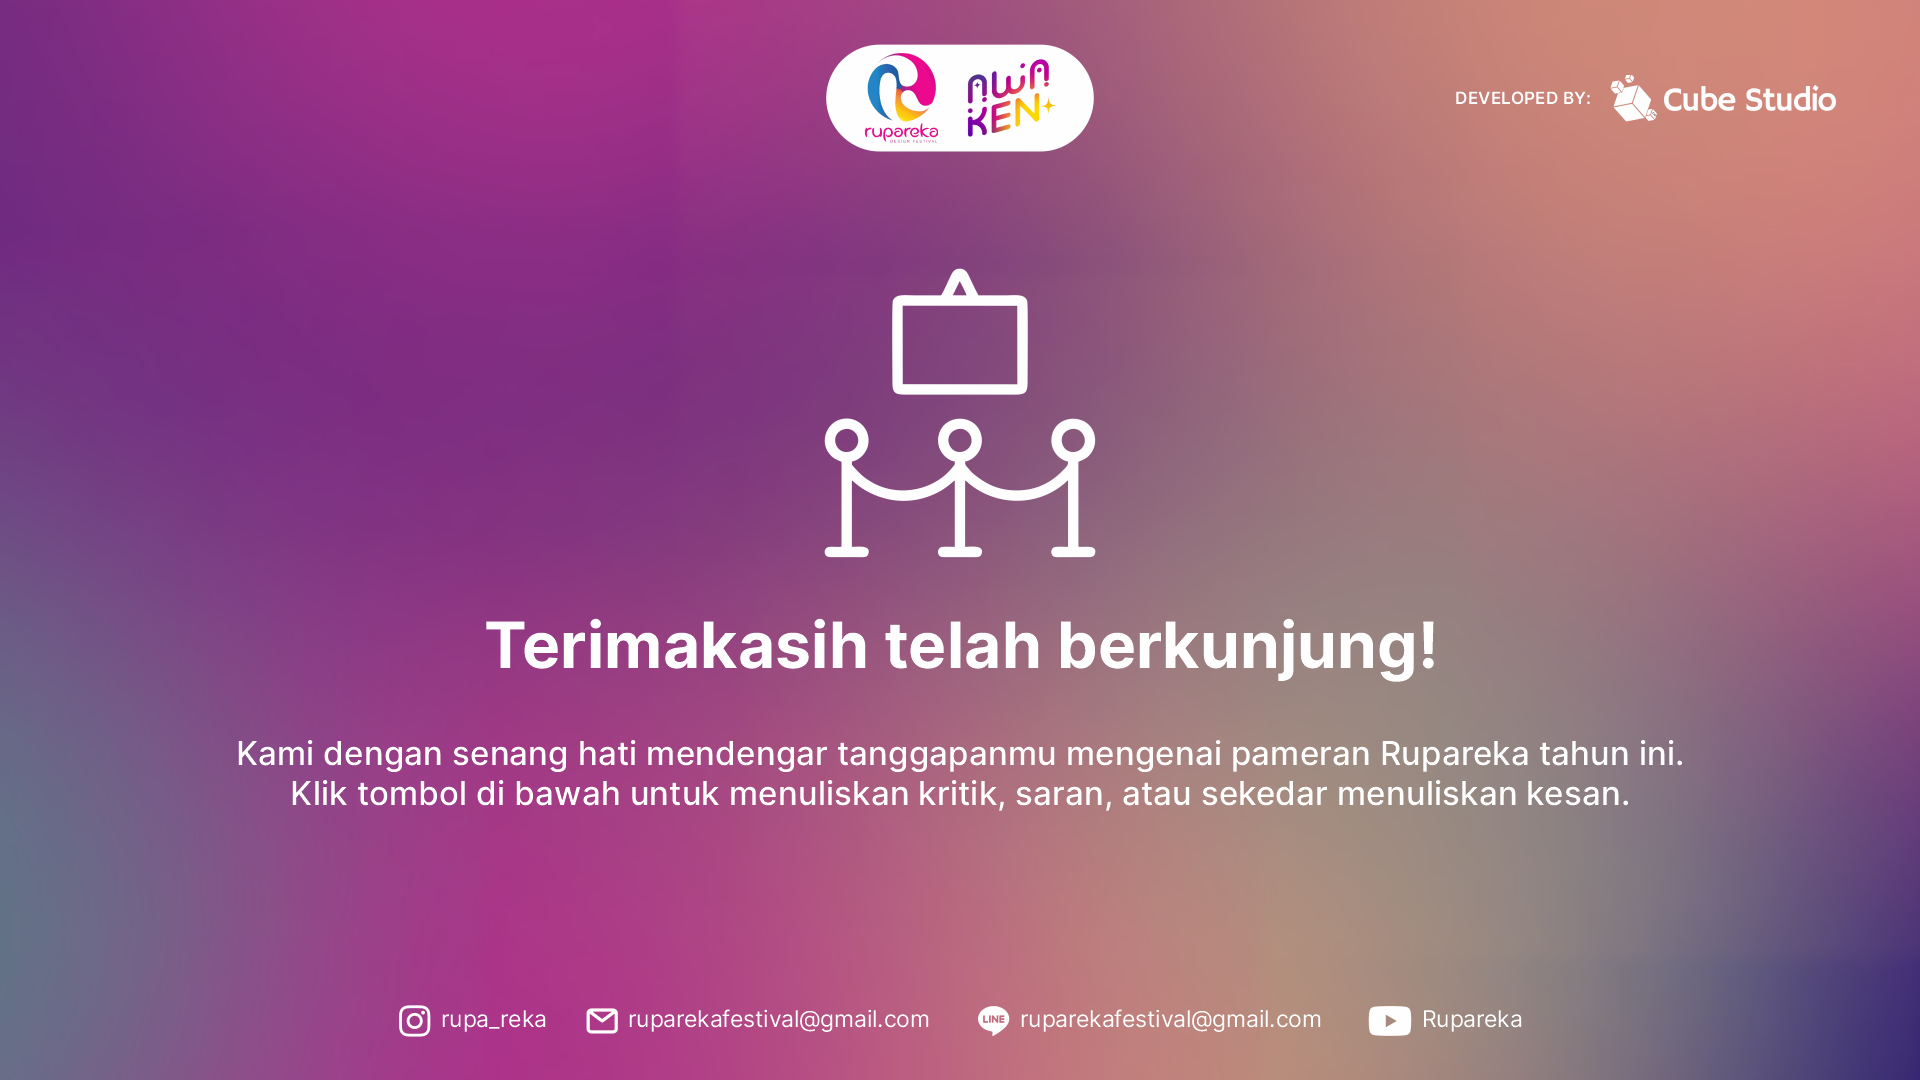 rupareka
DESIGN FESTIVAL
AWA
KEN
DEVELOPED BY:
Cube Studio
Terimakasih telah berkunjung!
Kami dengan senang hati mendengar tanggapanmu mengenai pameran Rupareka tahun ini.
Klik tombol di bawah untuk menuliskan kritik, saran, atau sekedar menuliskan kesan.
rupa_reka
ruparekafestival@gmail.com
LINE
ruparekafestival@gmail.com
Rupareka